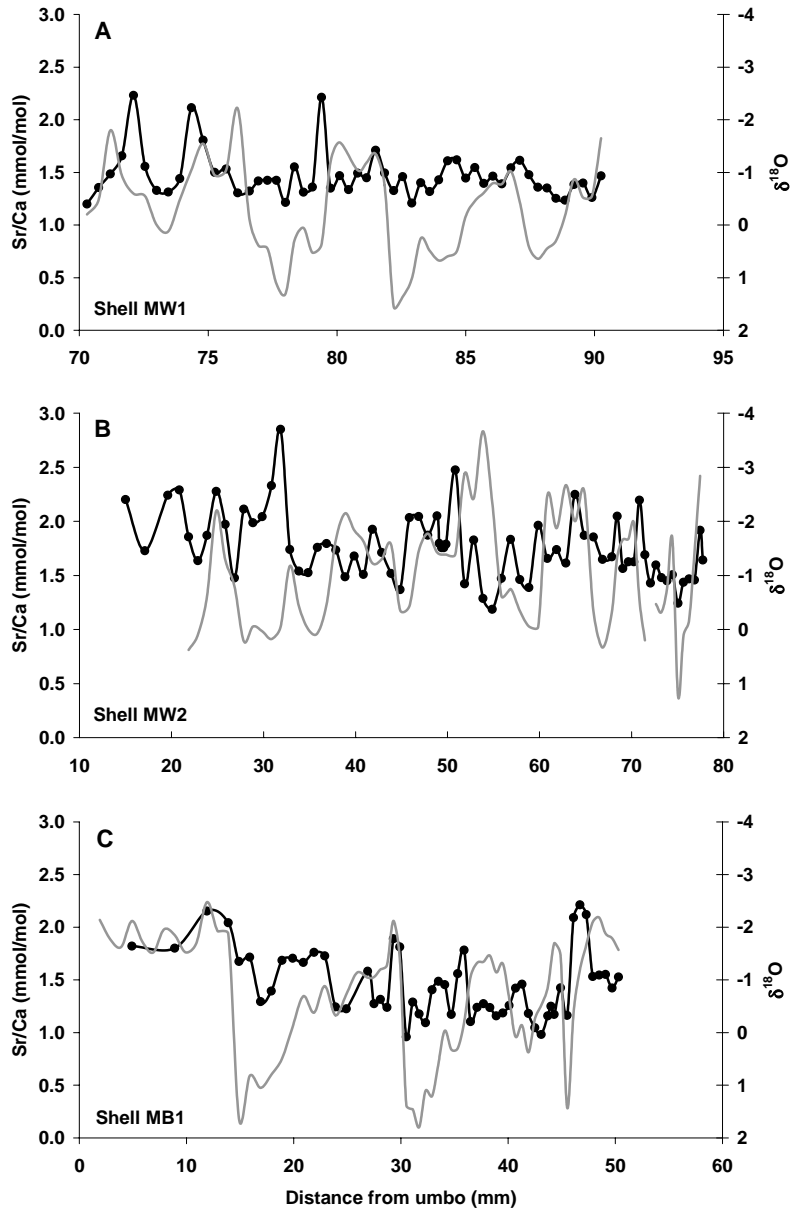 A
Sr/Ca (mmol/mol)
3.0
2.5
2.0
1.5
1.0
0.5
0.0
-4
-3
-2
-1
0
1
2
δ18O
Shell MW1
70 75 80 85 90 95
B
Sr/Ca (mmol/mol)
3.0
2.5
2.0
1.5
1.0
0.5
0.0
-4
-3
-2
-1
0
1
2
δ18O
Shell MW2
10 20 30 40 50 60 70 80
C
Sr/Ca (mmol/mol)
3.0
2.5
2.0
1.5
1.0
0.5
0.0
-4
-3
-2
-1
0
1
2
δ18O
Shell MB1
0 10 20 30 40 50 60
Distance from umbo (mm)